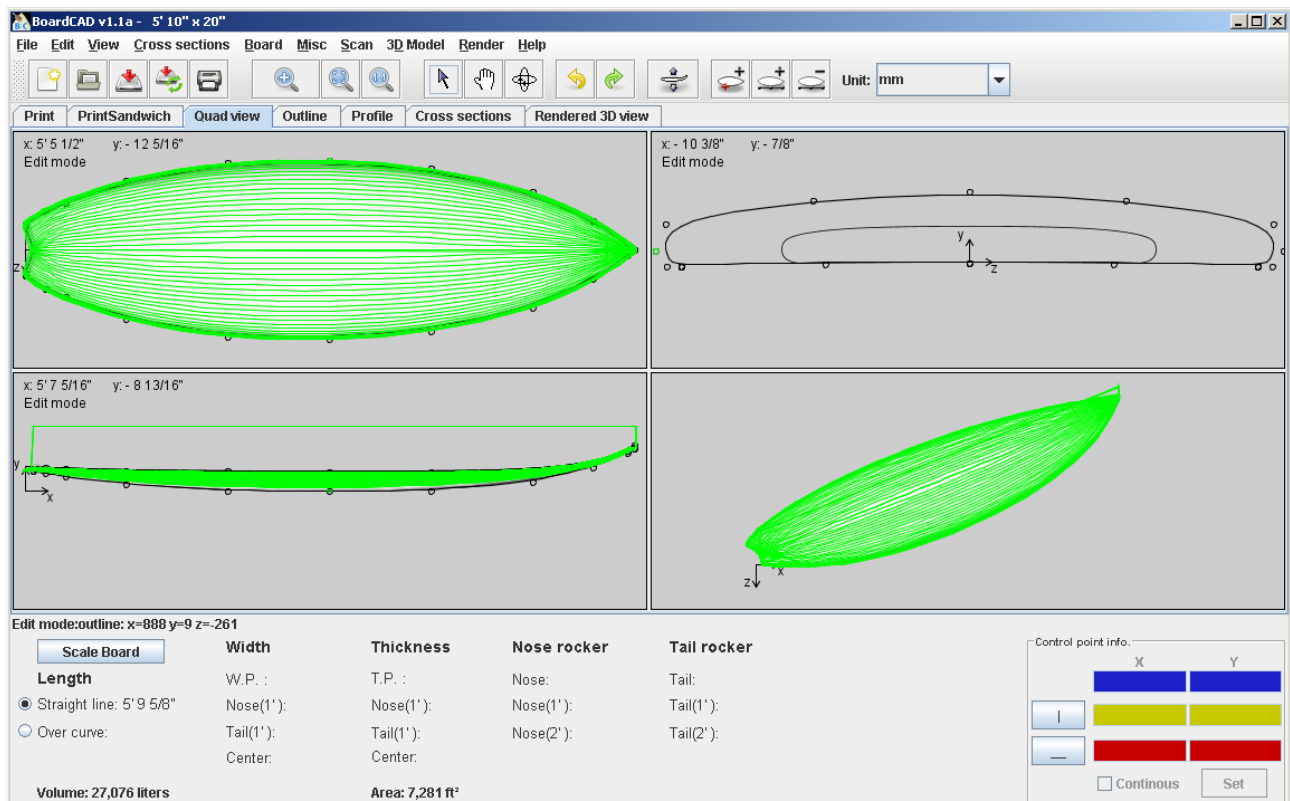 BoardCAD v1.1a - 5' 10" x 20"
File Edit View Cross sections Board Misc Scan 3D Model Render Help
Unit: mm
Print PrintSandwich Quad view Outline Profile Cross sections Rendered 3D view
x: 5' 5 1/2" y: - 12 5/16"
Edit mode
z
x: - 10 3/8" y: - 7/8"
Edit mode
y
z
x: 5' 7 5/16" y: - 8 13/16"
Edit mode
y
x
z x
Edit mode:outline: x=888 y=9 z=-261
Scale Board Width Thickness Nose rocker Tail rocker Control point info.
X Y
Length W.P. : T.P. : Nose: Tail:
Straight line: 5' 9 5/8" Nose(1'): Nose(1'): Nose(1'): Tail(1'):
Over curve: Tail(1'): Tail(1'): Nose(2'): Tail(2'):
Center: Center:
Continous Set
Volume: 27,076 liters Area: 7,281 ft²